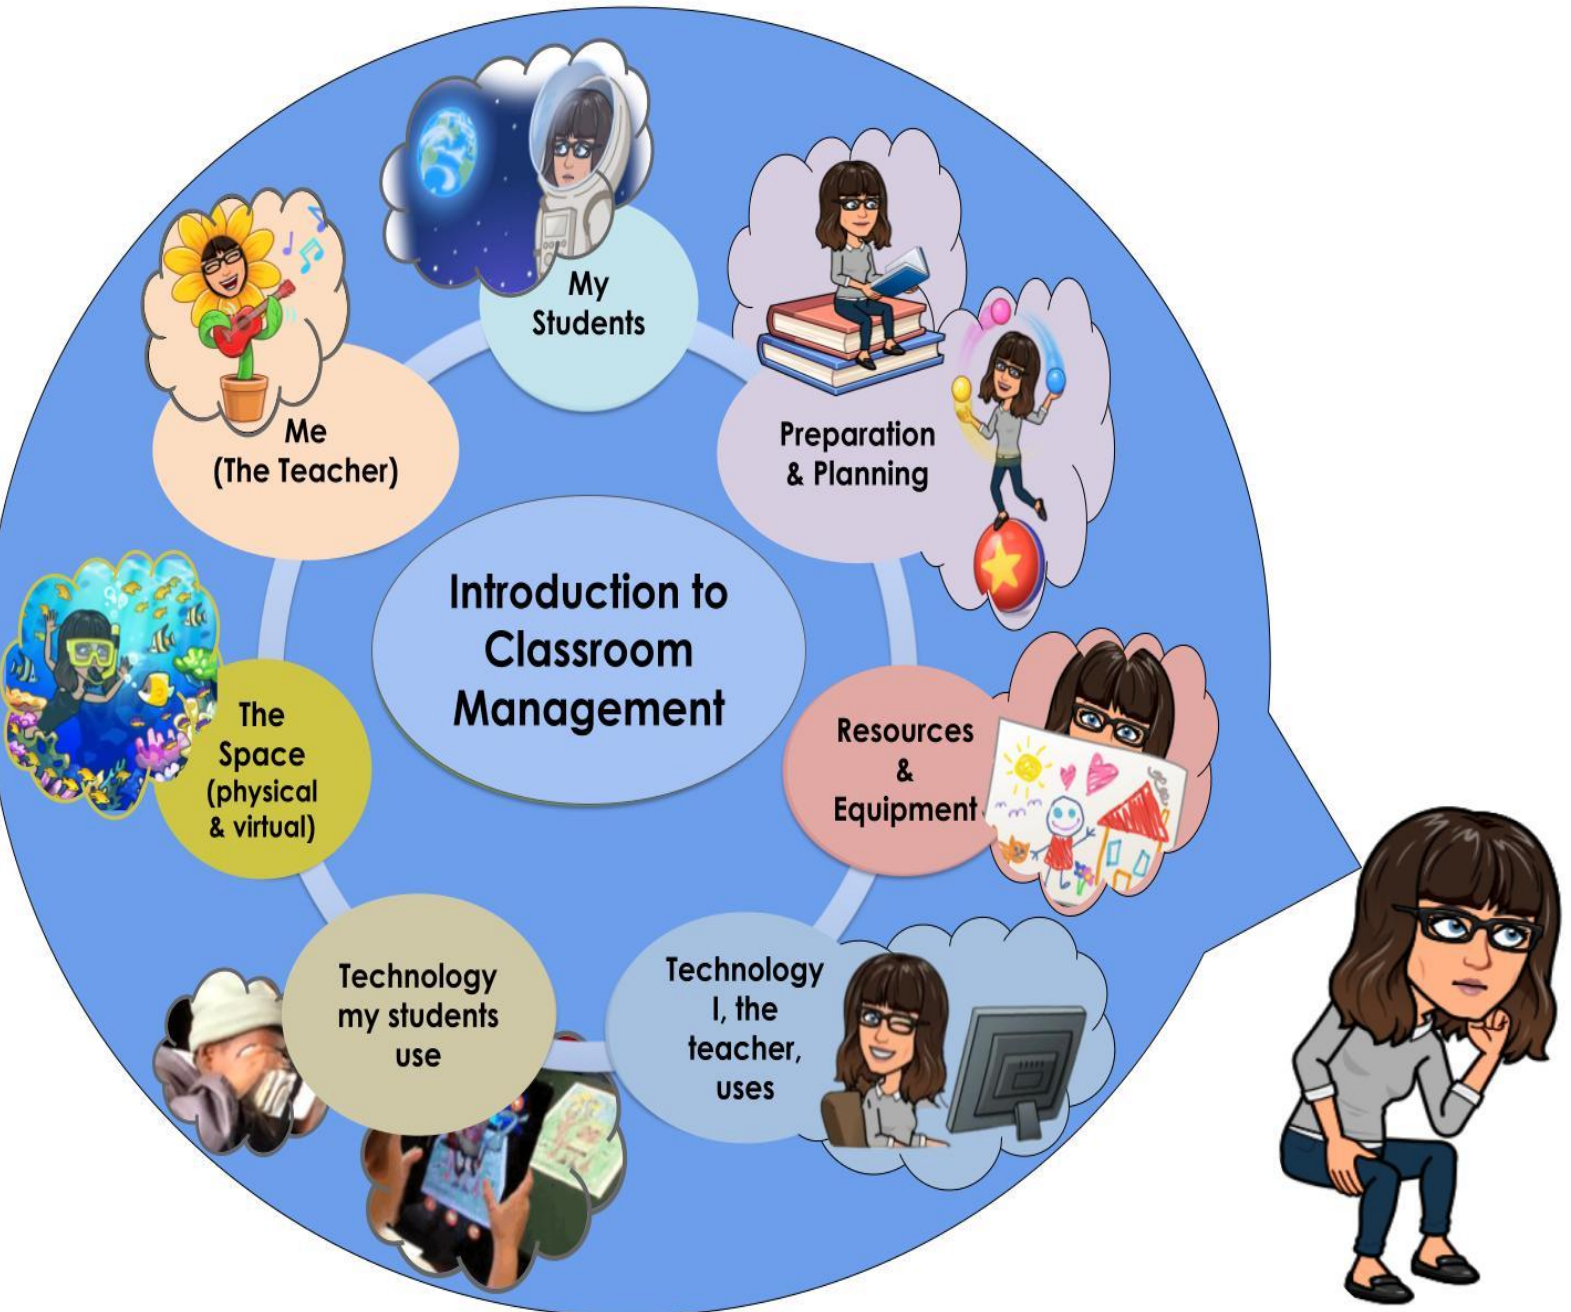 Introduction to
Classroom
Management
My
Students
Preparation
& Planning
Resources
&
Equipment
Technology
I, the
teacher,
uses
Technology
my students
use
The
Space
(physical
& virtual)
Me
(The Teacher)